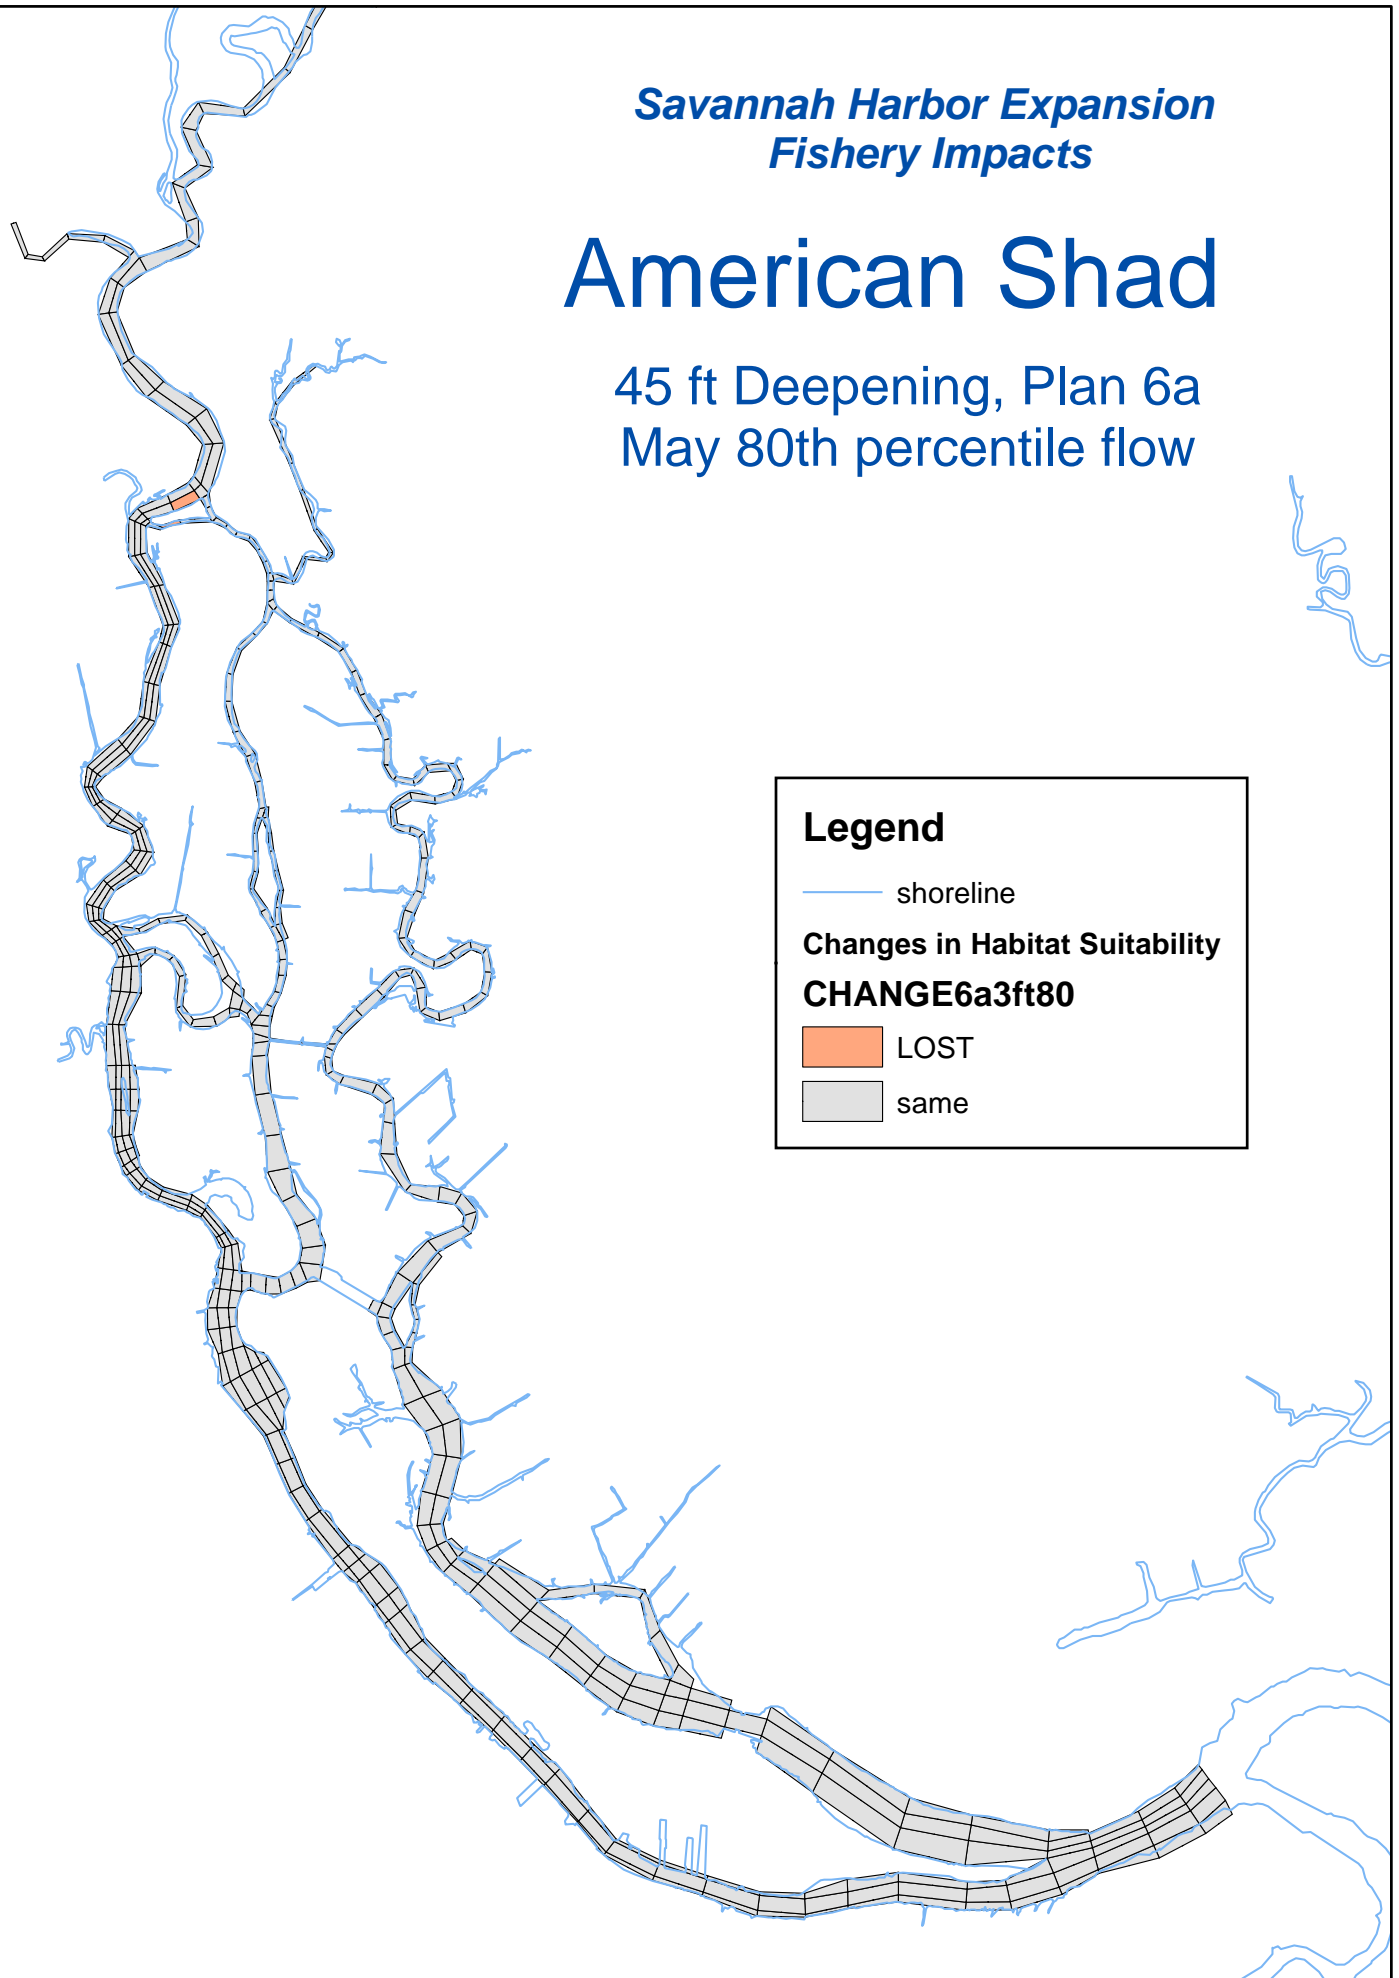 Savannah Harbor Expansion
Fishery Impacts
American Shad
45 ft Deepening, Plan 6a
May 80th percentile flow
Legend
shoreline
Changes in Habitat Suitability
CHANGE6a3ft80
LOST
same